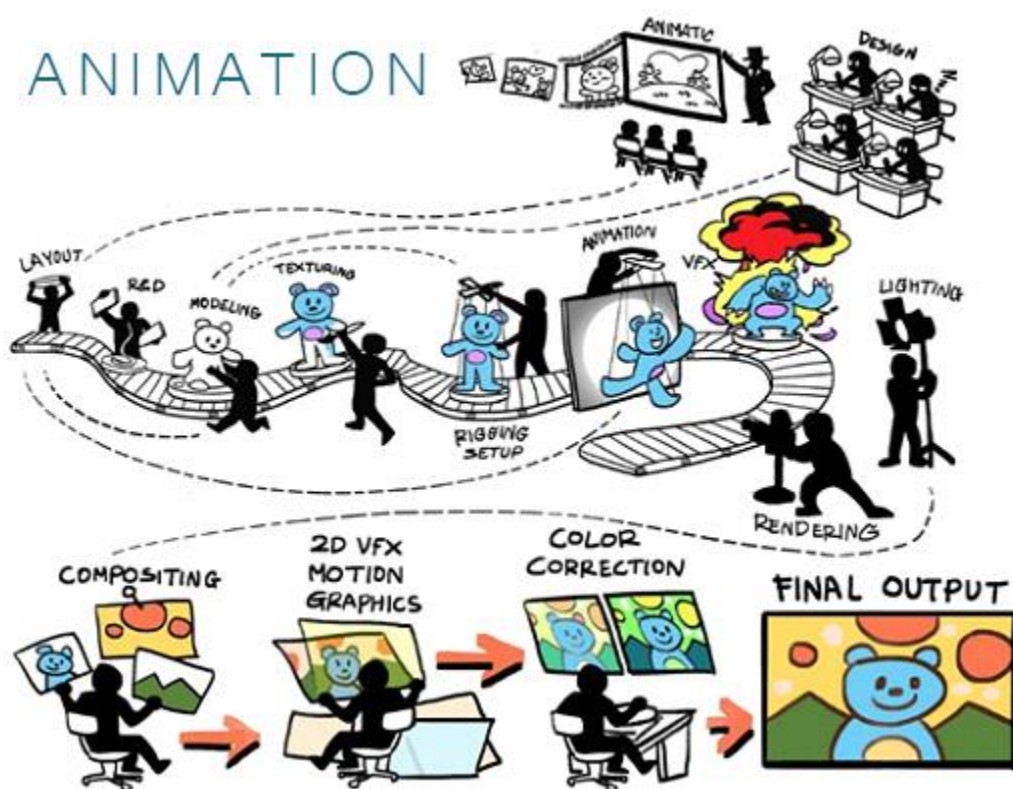 ANIMATION
ANIMATIC
DESIGN
LAYOUT
R&D
MODELING
TEXTURING
RIGGING
SETUP
ANIMATION
VFX
LIGHTING
RENDERING
COMPOSITING
2D VFX
MOTION
GRAPHICS
COLOR
CORRECTION
FINAL OUTPUT